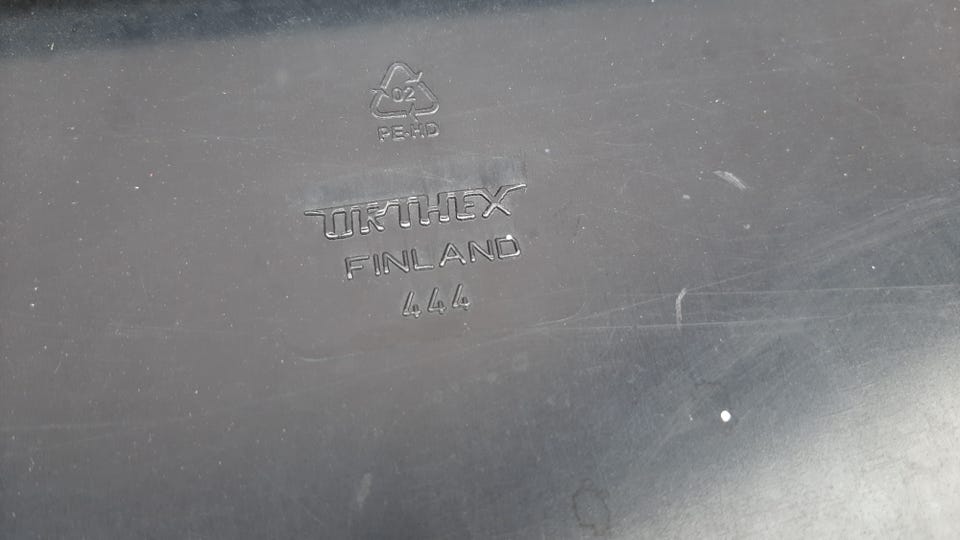 02
PE-HD
ORTHEX
FINLAND
444